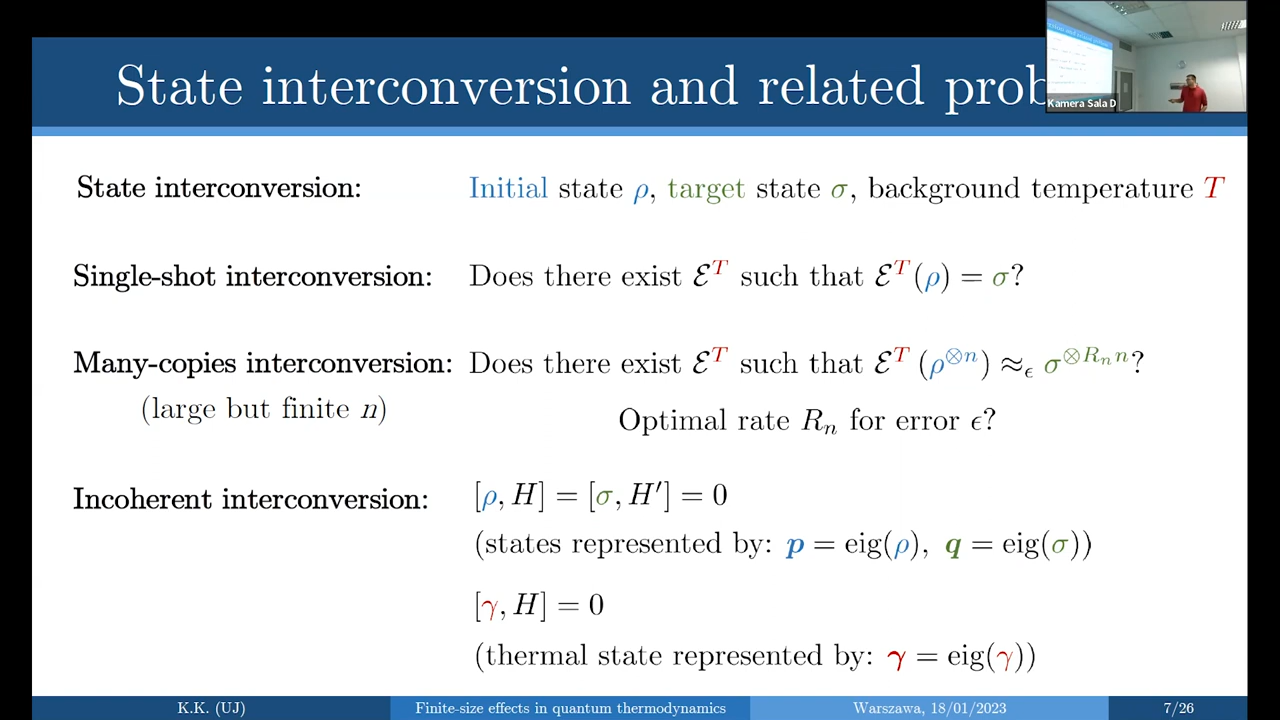 State interconversion and related prob
Kamera Sala D
State interconversion: Initial state ρ, target state σ, background temperature T
Single-shot interconversion: Does there exist ℰ^T such that ℰ^T(ρ) = σ?
Many-copies interconversion: Does there exist ℰ^T such that ℰ^T (ρ^{⊗n}) ≈_ϵ σ^{⊗R_n n}?
(large but finite n)
Optimal rate R_n for error ϵ?
Incoherent interconversion: [ρ, H] = [σ, H′] = 0
(states represented by: p = eig(ρ), q = eig(σ))
[γ, H] = 0
(thermal state represented by: γ = eig(γ))
K.K. (UJ) Finite-size effects in quantum thermodynamics Warszawa, 18/01/2023 7/26